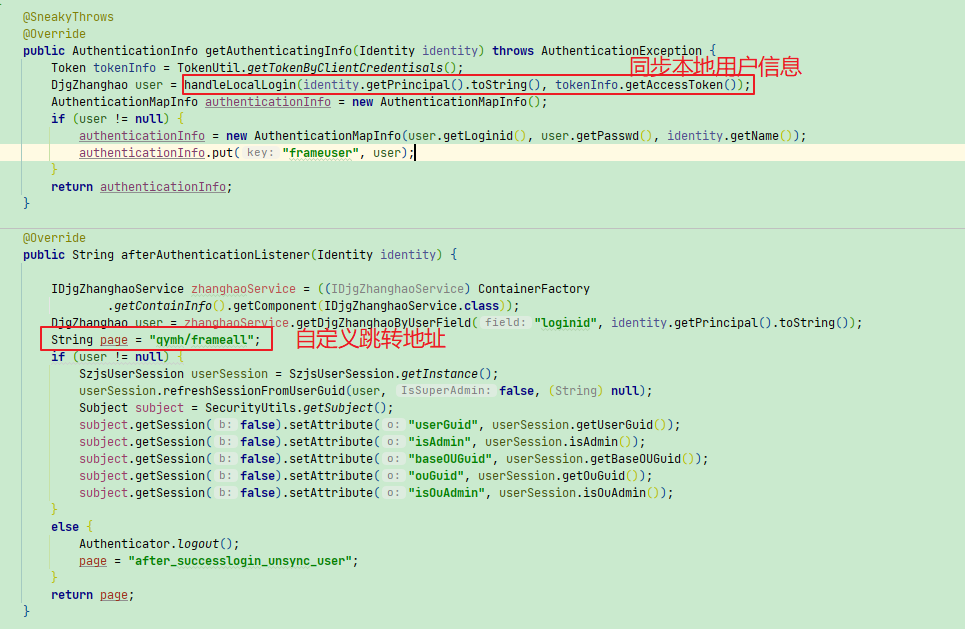 @SneakyThrows
@Override
public AuthenticationInfo getAuthenticatingInfo(Identity identity) throws AuthenticationException {
同步本地用户信息
Token tokenInfo = TokenUtil.getTokenByClientCredentisals();
DjgZhanghao user = handleLocalLogin(identity.getPrincipal().toString(), tokenInfo.getAccessToken());
AuthenticationMapInfo authenticationInfo = new AuthenticationMapInfo();
if (user != null) {
authenticationInfo = new AuthenticationMapInfo(user.getLoginid(), user.getPasswd(), identity.getName());
authenticationInfo.put( key: "frameuser", user);
}
return authenticationInfo;
}
@Override
public String afterAuthenticationListener(Identity identity) {
IDjgZhanghaoService zhanghaoService = ((IDjgZhanghaoService) ContainerFactory
.getContainInfo().getComponent(IDjgZhanghaoService.class));
DjgZhanghao user = zhanghaoService.getDjgZhanghaoByUserField( field: "loginid", identity.getPrincipal().toString());
String page = "qymh/frameall"; 自定义跳转地址
if (user != null) {
SzjsUserSession userSession = SzjsUserSession.getInstance();
userSession.refreshSessionFromUserGuid(user, IsSuperAdmin: false, (String) null);
Subject subject = SecurityUtils.getSubject();
subject.getSession( b: false).setAttribute( o: "userGuid", userSession.getUserGuid());
subject.getSession( b: false).setAttribute( o: "isAdmin", userSession.isAdmin());
subject.getSession( b: false).setAttribute( o: "baseOUGuid", userSession.getBaseOUGuid());
subject.getSession( b: false).setAttribute( o: "ouGuid", userSession.getOuGuid());
subject.getSession( b: false).setAttribute( o: "isOuAdmin", userSession.isOuAdmin());
}
else {
Authenticator.logout();
page = "after_successlogin_unsync_user";
}
return page;
}